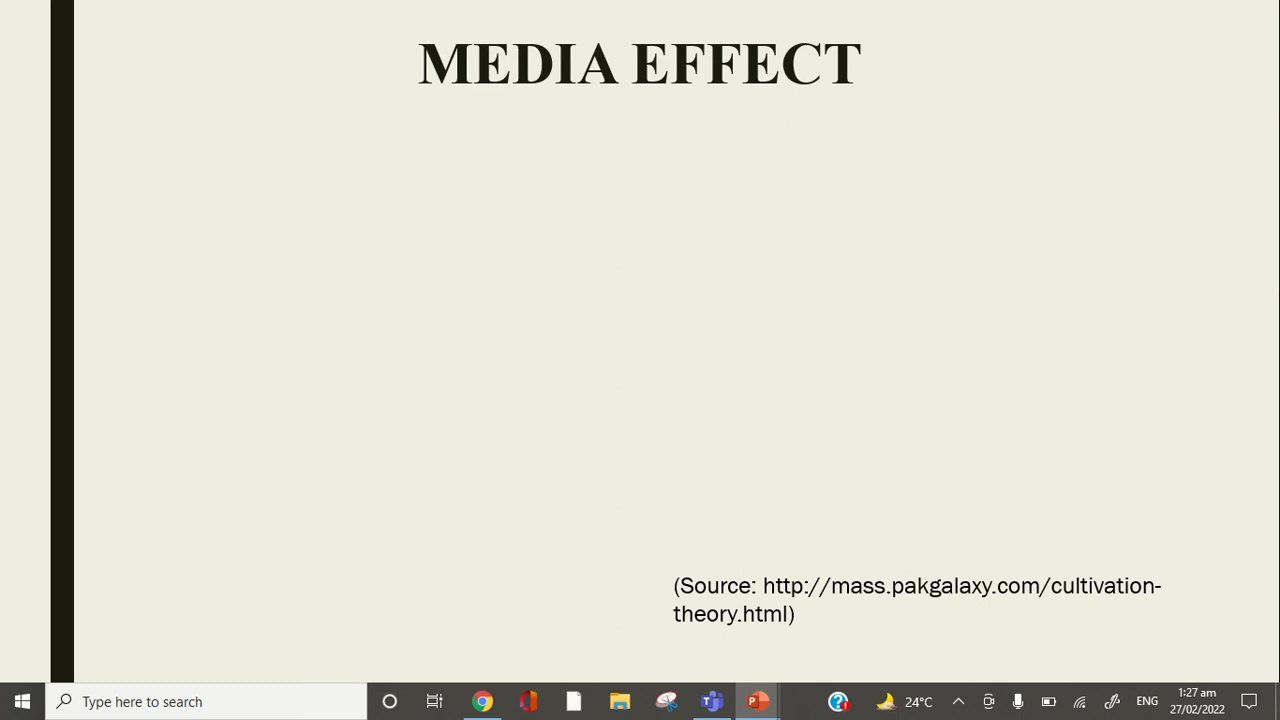 MEDIA EFFECT
(Source: http://mass.pakgalaxy.com/cultivation-
theory.html)
Type here to search
24°C
ENG
1:27 am
27/02/2022